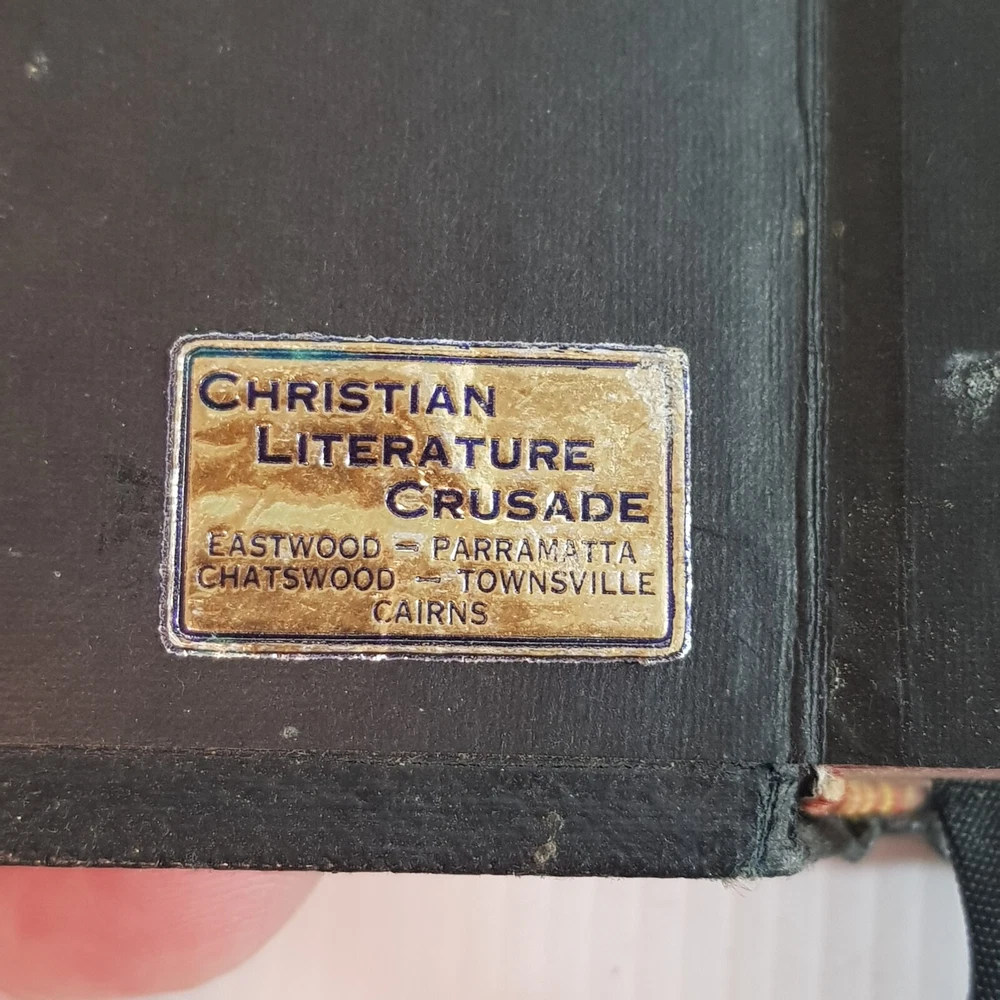 CHRISTIAN
LITERATURE
CRUSADE
EASTWOOD — PARRAMATTA
CHATSWOOD — TOWNSVILLE
CAIRNS